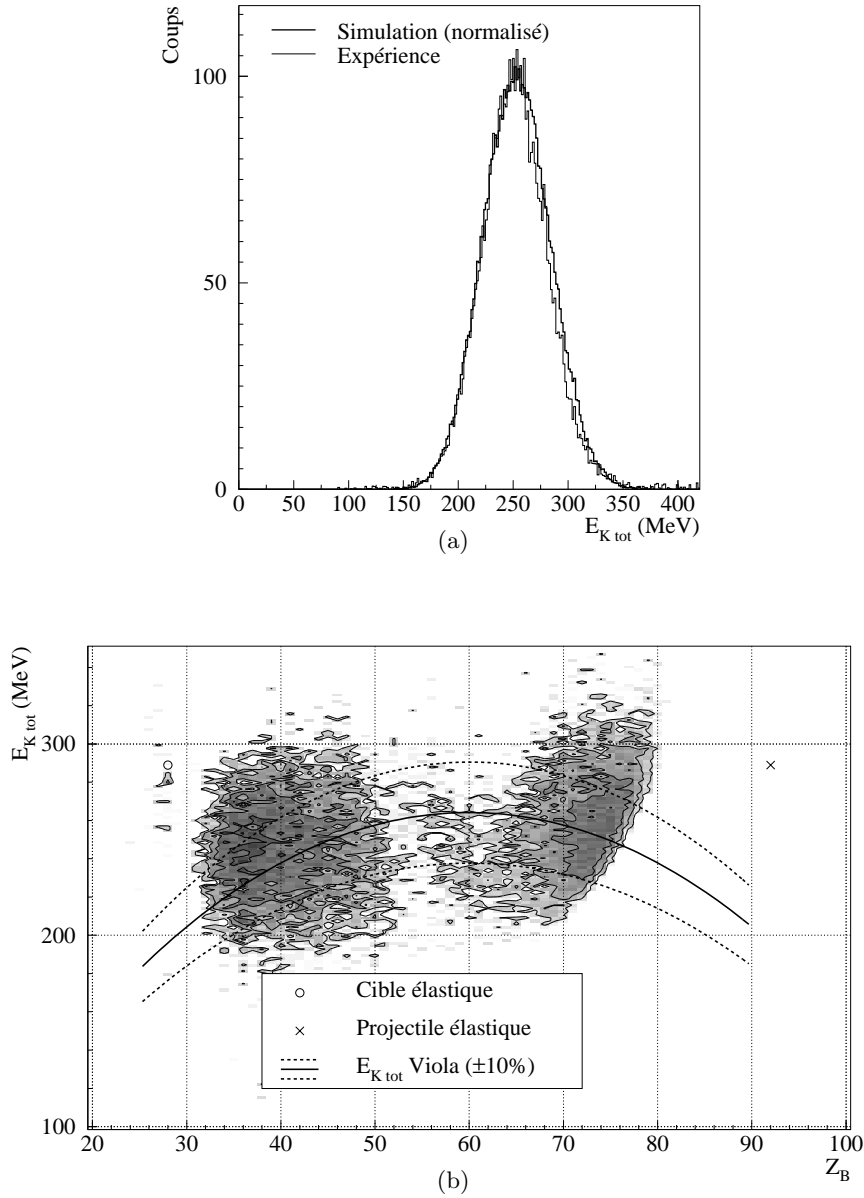 Coups
Simulation (normalisé)
Expérience
100
50
0
0 50 100 150 200 250 300 350 400
E_K tot (MeV)
(a)
E_K tot (MeV)
300
200
100
Cible élastique
Projectile élastique
E_K tot Viola (±10%)
20 30 40 50 60 70 80 90 100
Z_B
(b)